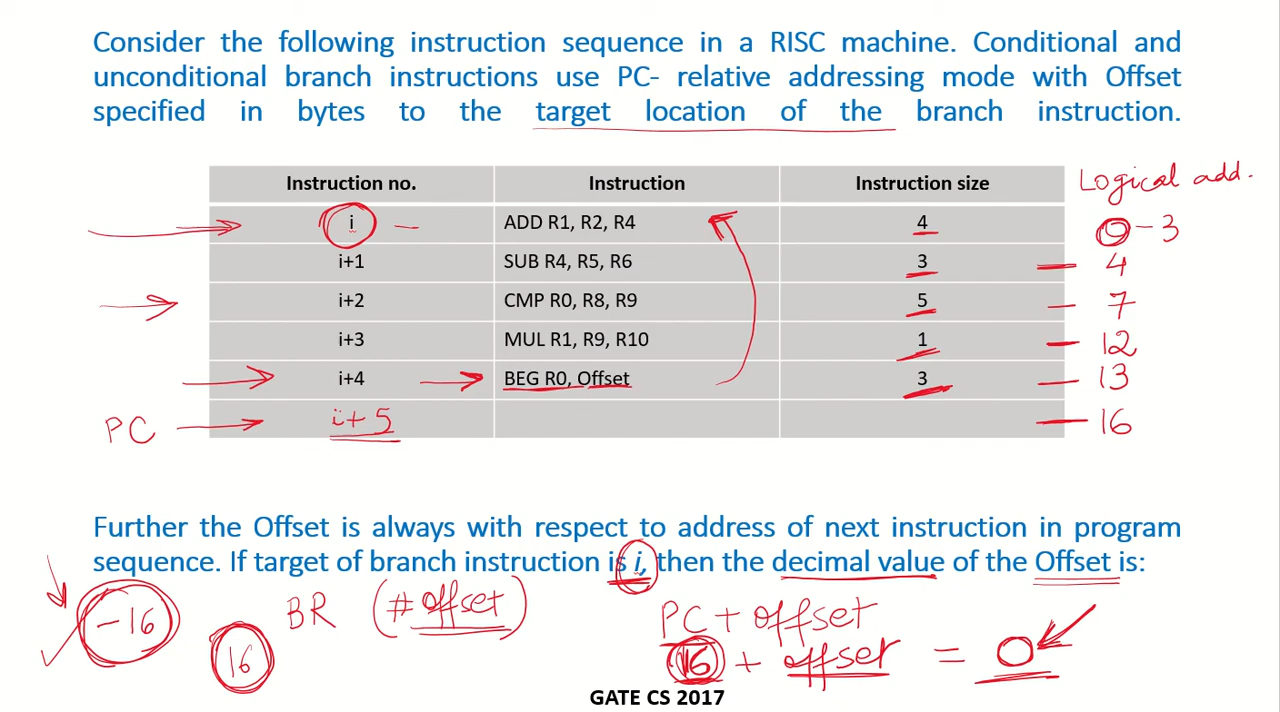 Consider the following instruction sequence in a RISC machine. Conditional and
unconditional branch instructions use PC- relative addressing mode with Offset
specified in bytes to the target location of the branch instruction.
Instruction no. Instruction Instruction size Logical add.
i ADD R1, R2, R4 4 0-3
i+1 SUB R4, R5, R6 3 4
i+2 CMP R0, R8, R9 5 7
i+3 MUL R1, R9, R10 1 12
i+4 BEG R0, Offset 3 13
PC i+5 16
Further the Offset is always with respect to address of next instruction in program
sequence. If target of branch instruction is i, then the decimal value of the Offset is:
-16 BR (# offset) PC + offset
16 16 + offset = 0
GATE CS 2017